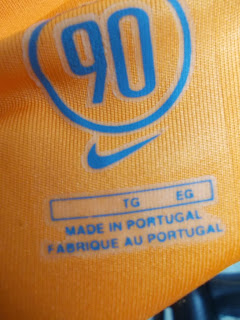 90
TG EG
MADE IN PORTUGAL
FABRIQUE AU PORTUGAL